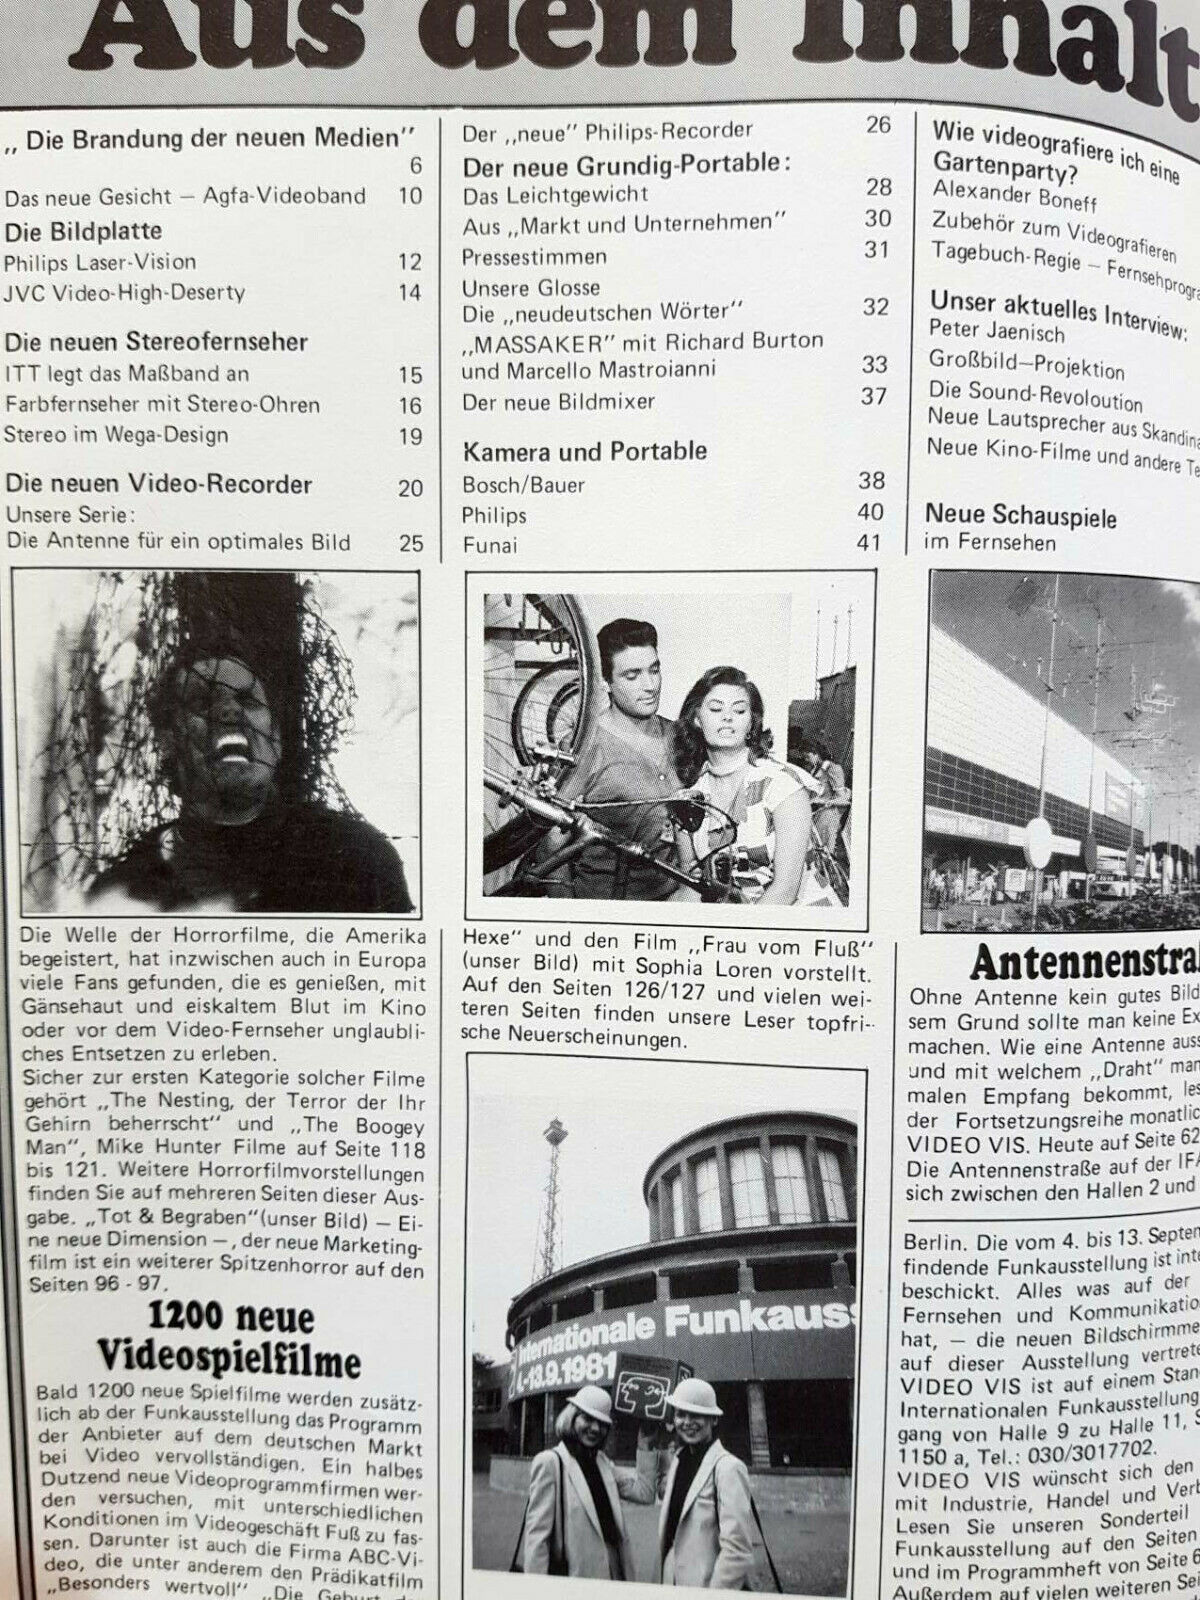 Aus dem Inhalt
„ Die Brandung der neuen Medien"
6
Das neue Gesicht — Agfa-Videoband 10
Die Bildplatte
Philips Laser-Vision 12
JVC Video-High-Deserty 14
Die neuen Stereofernseher
ITT legt das Maßband an 15
Farbfernseher mit Stereo-Ohren 16
Stereo im Wega-Design 19
Die neuen Video-Recorder 20
Unsere Serie:
Die Antenne für ein optimales Bild 25
Der „neue" Philips-Recorder 26
Der neue Grundig-Portable:
Das Leichtgewicht 28
Aus „Markt und Unternehmen" 30
Pressestimmen 31
Unsere Glosse
Die „neudeutschen Wörter" 32
„MASSAKER" mit Richard Burton
und Marcello Mastroianni 33
Der neue Bildmixer 37
Kamera und Portable
Bosch/Bauer 38
Philips 40
Funai 41
Wie videografiere ich eine
Gartenparty?
Alexander Boneff
Zubehör zum Videografieren
Tagebuch-Regie — Fernsehprogra
Unser aktuelles Interview:
Peter Jaenisch
Großbild—Projektion
Die Sound-Revoloution
Neue Lautsprecher aus Skandina
Neue Kino-Filme und andere Te
Neue Schauspiele
im Fernsehen
Die Welle der Horrorfilme, die Amerika
begeistert, hat inzwischen auch in Europa
viele Fans gefunden, die es genießen, mit
Gänsehaut und eiskaltem Blut im Kino
oder vor dem Video-Fernseher unglaubli-
ches Entsetzen zu erleben.
Sicher zur ersten Kategorie solcher Filme
gehört „The Nesting, der Terror der Ihr
Gehirn beherrscht" und „The Boogey
Man", Mike Hunter Filme auf Seite 118
bis 121. Weitere Horrorfilmvorstellungen
finden Sie auf mehreren Seiten dieser Aus-
gabe. „Tot & Begraben"(unser Bild) — Ei-
ne neue Dimension —, der neue Marketing-
film ist ein weiterer Spitzenhorror auf den
Seiten 96 - 97.
1200 neue
Videospielfilme
Bald 1200 neue Spielfilme werden zusätz-
lich ab der Funkausstellung das Programm
der Anbieter auf dem deutschen Markt
bei Video vervollständigen. Ein halbes
Dutzend neue Videoprogrammfirmen wer-
den versuchen, mit unterschiedlichen
Konditionen im Videogeschäft Fuß zu fas-
sen. Darunter ist auch die Firma ABC-Vi-
deo, die unter anderem den Prädikatfilm
„Besonders wertvoll" „Die Geburt des
Hexe" und den Film „Frau vom Fluß"
(unser Bild) mit Sophia Loren vorstellt.
Auf den Seiten 126/127 und vielen wei-
teren Seiten finden unsere Leser topfri-
sche Neuerscheinungen.
Internationale Funkauss
4.-13.9.1981
Antennenstra
Ohne Antenne kein gutes Bild
sem Grund sollte man keine Ex
machen. Wie eine Antenne auss
und mit welchem „Draht" man
malen Empfang bekommt, les
der Fortsetzungsreihe monatlic
VIDEO VIS. Heute auf Seite 62
Die Antennenstraße auf der IFA
sich zwischen den Hallen 2 und
Berlin. Die vom 4. bis 13. Septem
findende Funkausstellung ist inte
beschickt. Alles was auf der
Fernsehen und Kommunikatio
hat, — die neuen Bildschirmme
auf dieser Ausstellung vertrete
VIDEO VIS ist auf einem Stan
Internationalen Funkausstellung
gang von Halle 9 zu Halle 11, S
1150 a, Tel.: 030/3017702.
VIDEO VIS wünscht sich den
mit Industrie, Handel und Verb
Lesen Sie unseren Sonderteil
Funkausstellung auf den Seiten
und im Programmheft von Seite 6
Außerdem auf vielen weiteren Sei